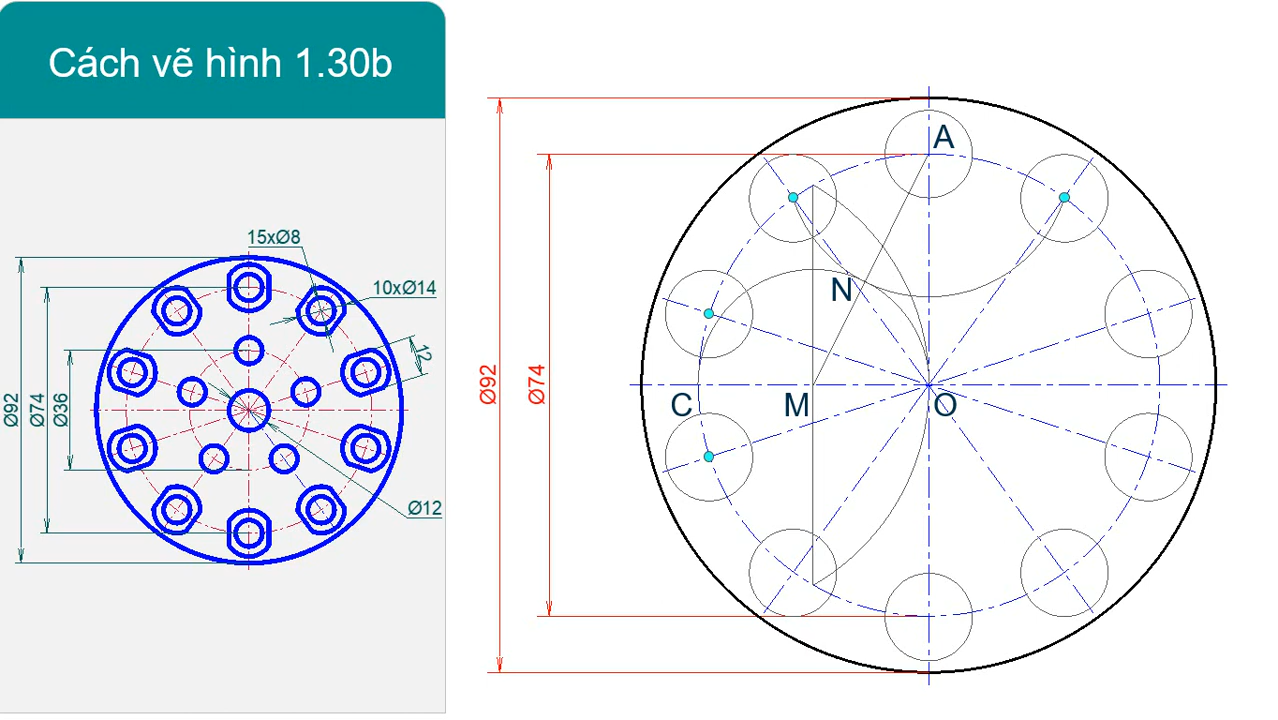 Cách vẽ hình 1.30b
15xØ8
10xØ14
12
Ø92
Ø74
Ø36
Ø12
Ø92
Ø74
A
N
C
M
O